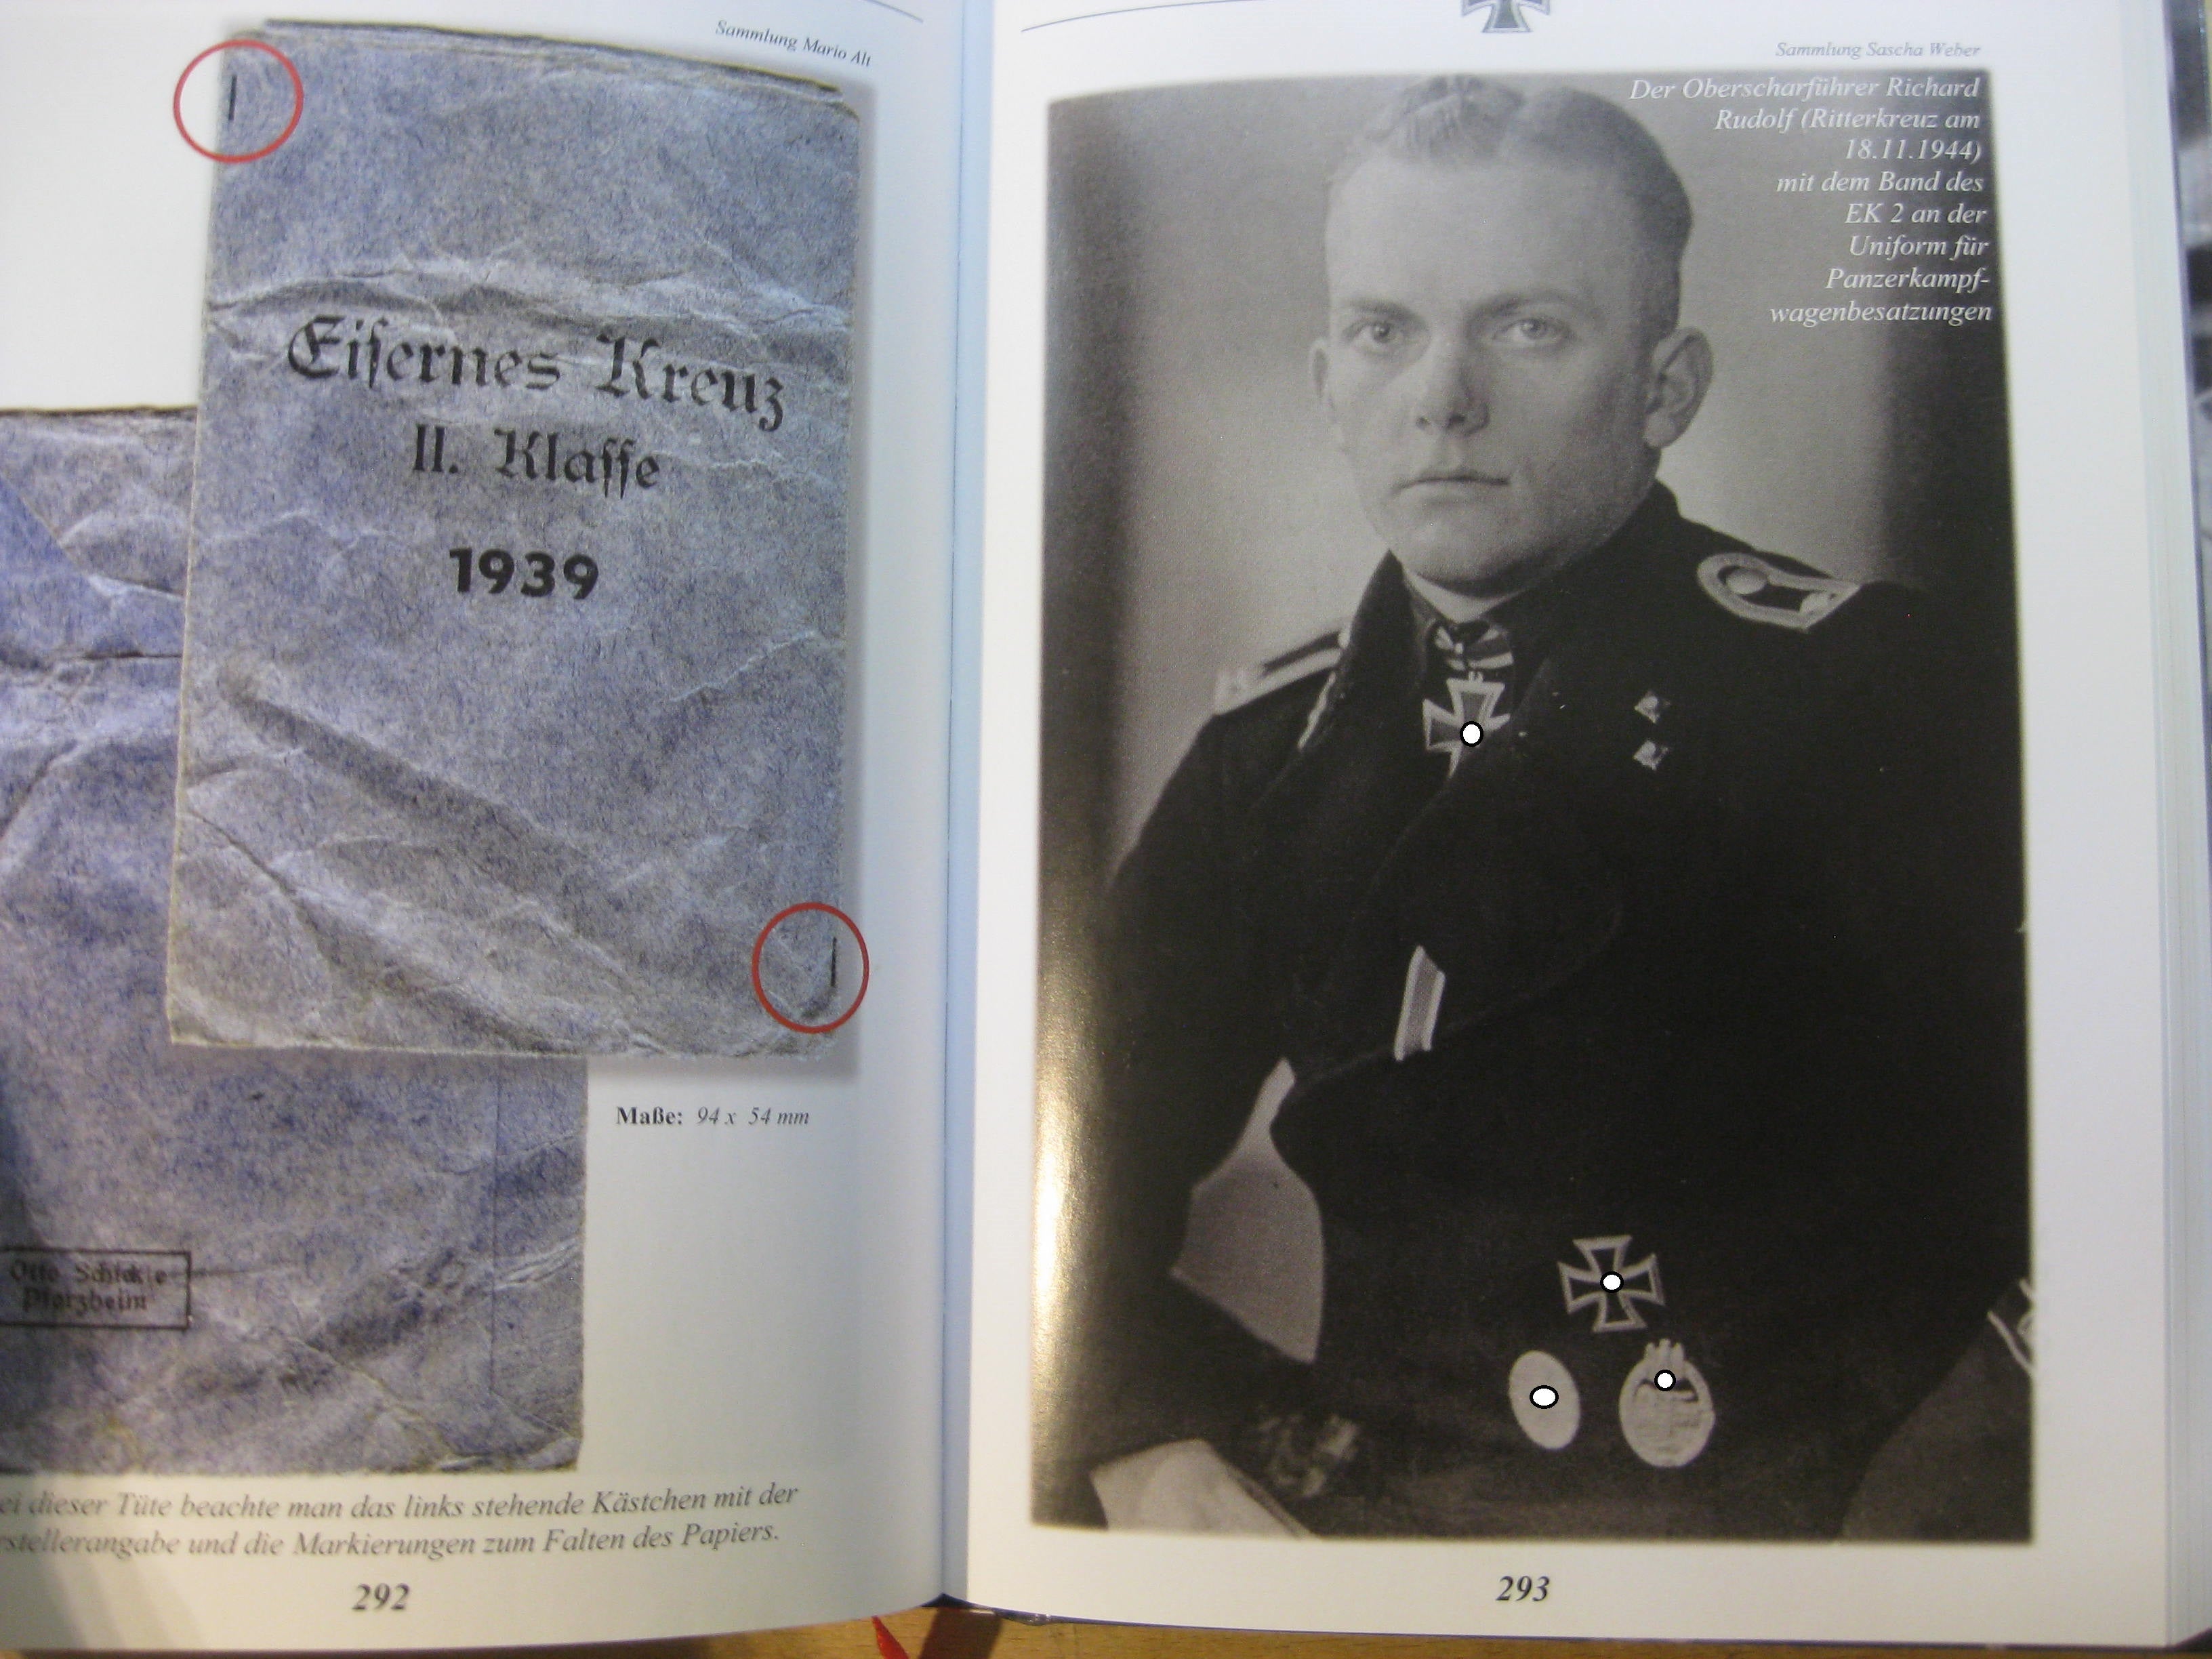 Sammlung Mario Alt
Eiſernes Kreuz
II. Klaſſe
1939
Maße: 94 x 54 mm
Otto Schickle
Pforzheim
dieser Tüte beachte man das links stehende Kästchen mit der
und die Markierungen zum Falten des Papiers.
292
Sammlung Sascha Weber
Der Oberscharführer Richard
Rudolf (Ritterkreuz am
18.11.1944)
mit dem Band des
EK 2 an der
Uniform für
Panzerkampf-
wagenbesatzungen
293